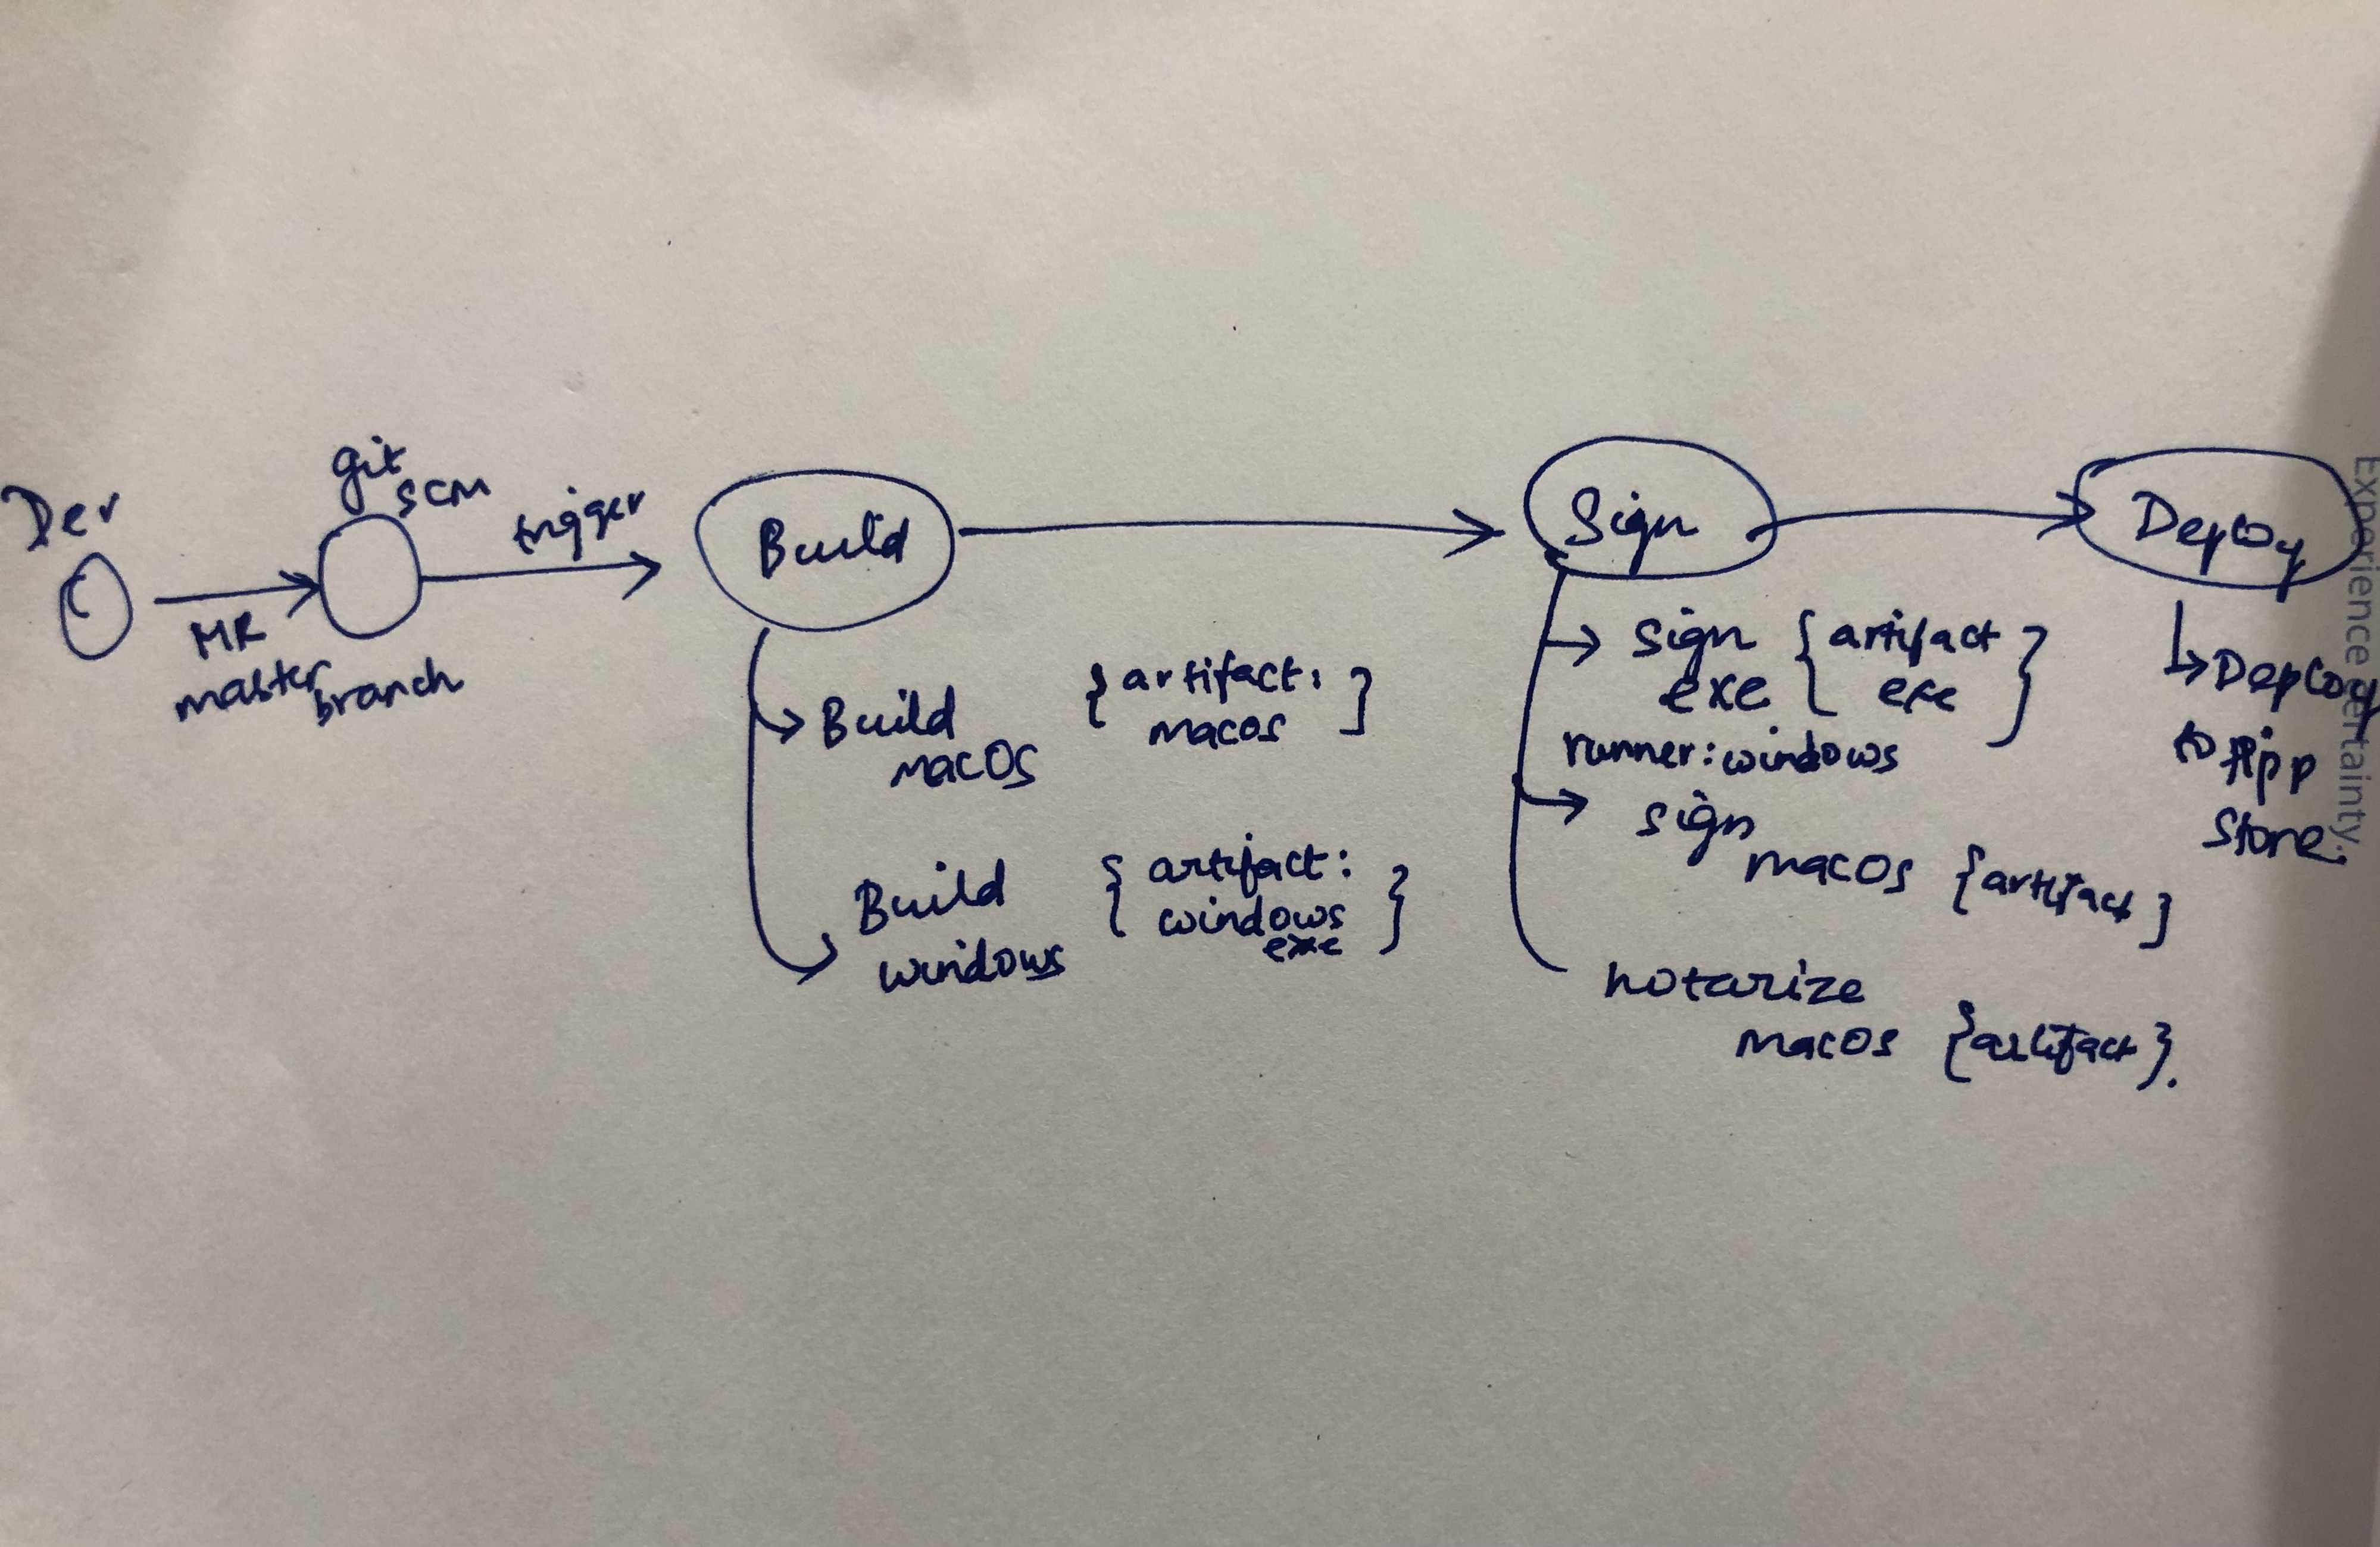 Dev
git
scm
trigger
MR
master branch
Build
Build
macOS
{ artifact:
macos }
Build
windows
{ artifact:
windows
exe }
Sign
Sign
exe
{ artifact
exe }
runner: windows
sign
macOS {artifact}
notarize
macOS {artifact}.
Deploy
Deploy
to App
Store.
Experience certainty.